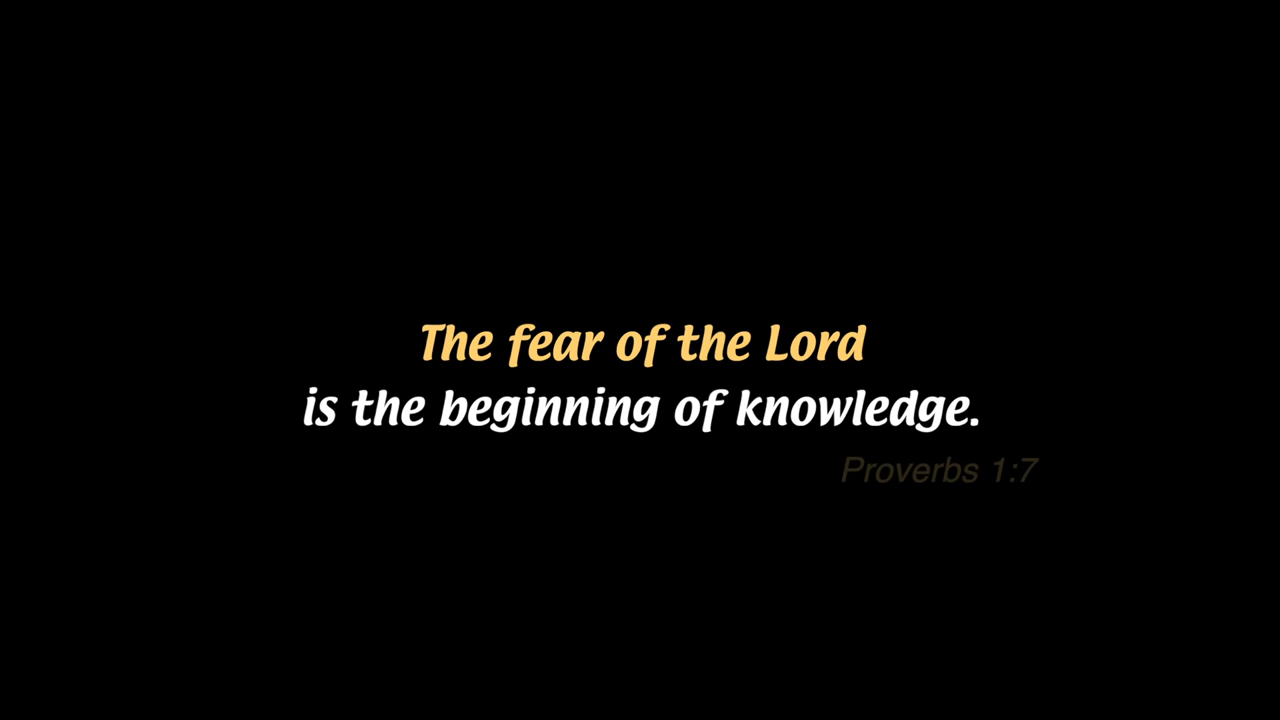 The fear of the Lord
is the beginning of knowledge.
Proverbs 1:7